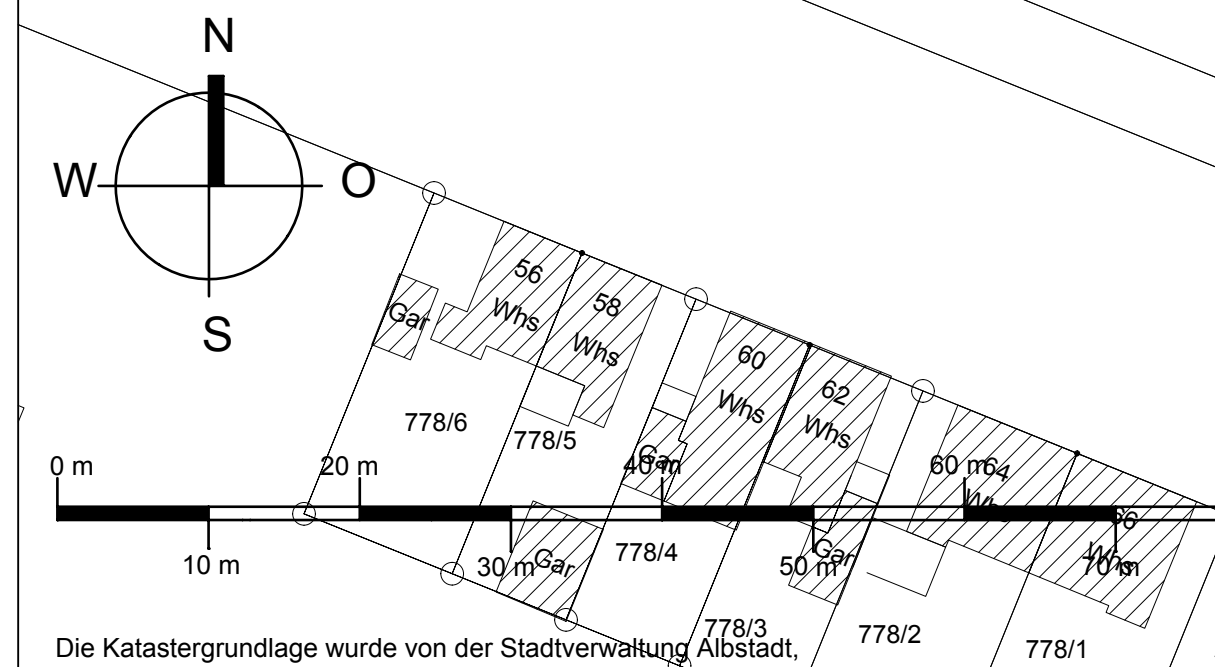 N
W O
S
56
Whs
58
Whs
Gar
60
Whs
62
Whs
778/6
778/5
0 m 20 m 40 m 60 m
Gar
64
Whs
66
Whs
10 m 30 m 50 m 70 m
Gar
778/4
Gar
778/3
778/2
778/1
Die Katastergrundlage wurde von der Stadtverwaltung Albstadt,